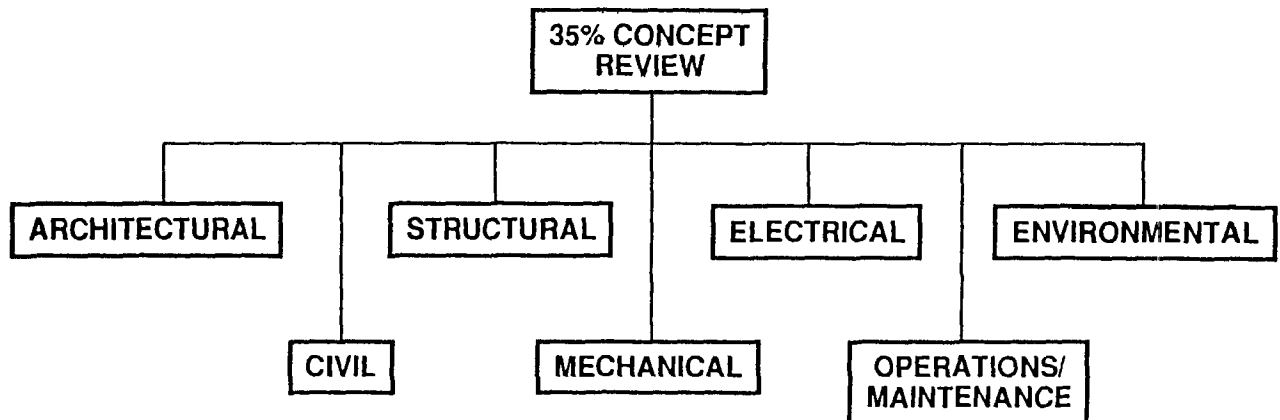 35% CONCEPT
REVIEW
ARCHITECTURAL
STRUCTURAL
ELECTRICAL
ENVIRONMENTAL
CIVIL
MECHANICAL
OPERATIONS/
MAINTENANCE